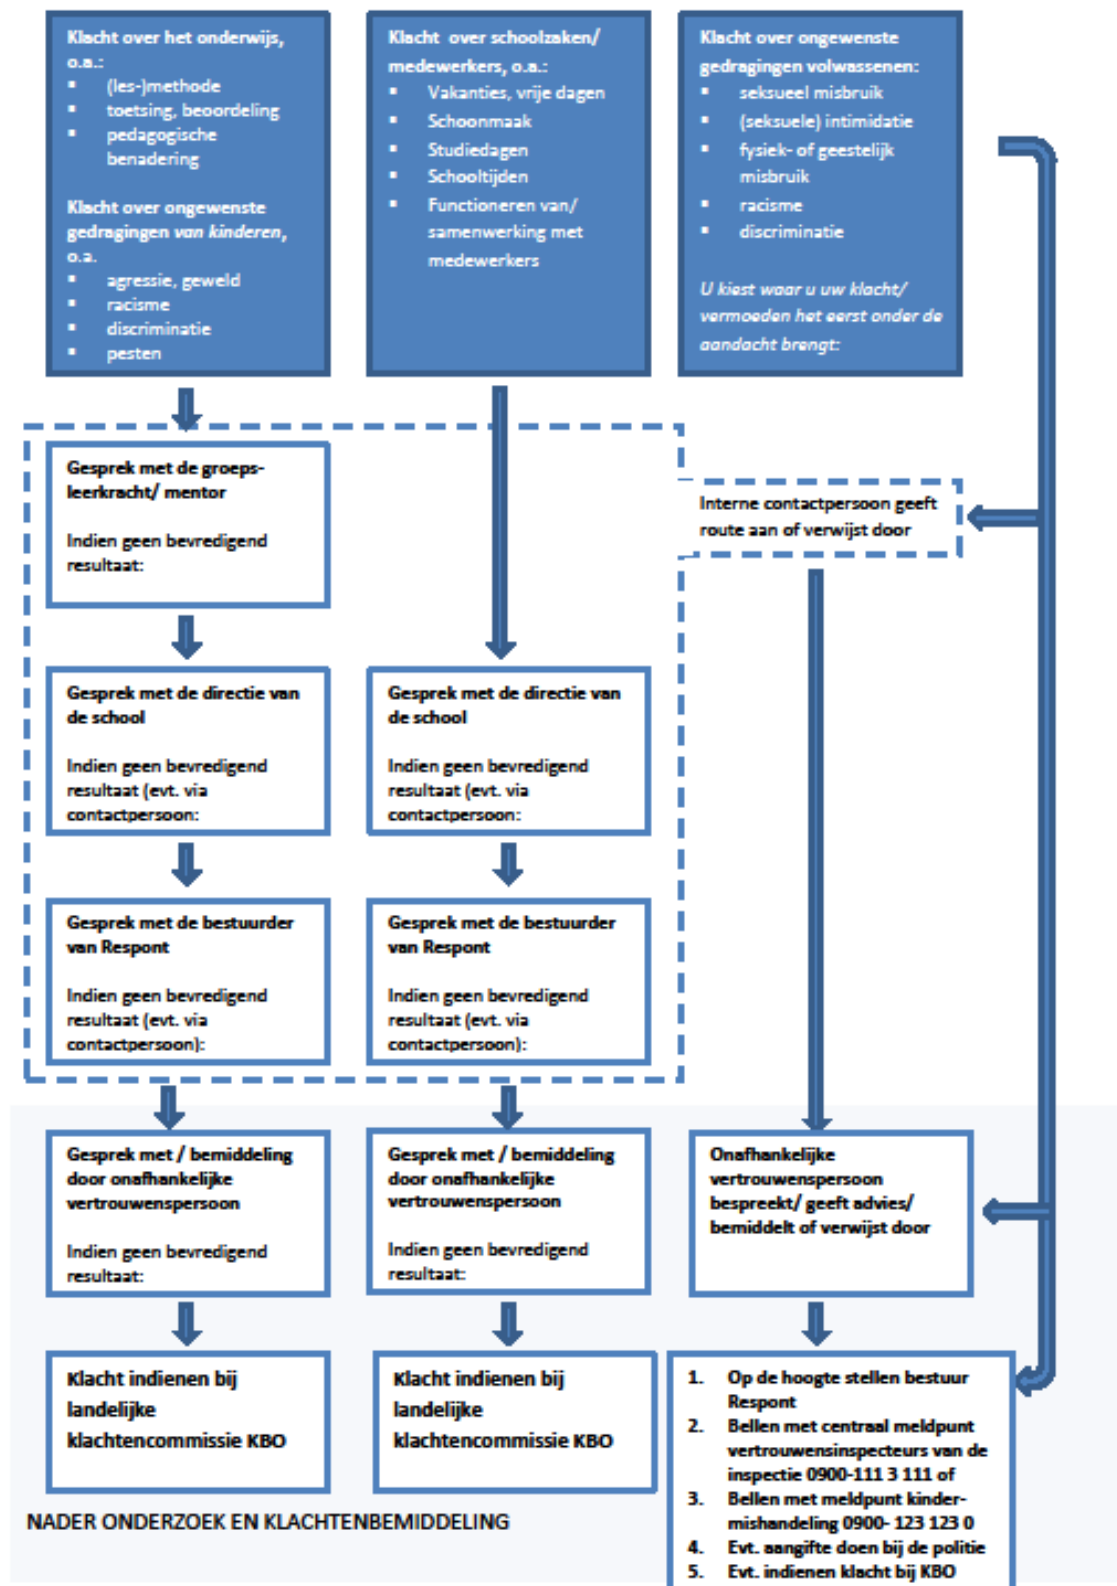 Klacht over het onderwijs,
o.a.:
▪ (les-)methode
▪ toetsing, beoordeling
▪ pedagogische
benadering
Klacht over ongewenste
gedragingen van kinderen,
o.a.
▪ agressie, geweld
▪ racisme
▪ discriminatie
▪ pesten
Klacht over schoolzaken/
medewerkers, o.a.:
▪ Vakanties, vrije dagen
▪ Schoonmaak
▪ Studiedagen
▪ Schooltijden
▪ Functioneren van/
samenwerking met
medewerkers
Klacht over ongewenste
gedragingen volwassenen:
▪ seksueel misbruik
▪ (seksuele) intimidatie
▪ fysiek- of geestelijk
misbruik
▪ racisme
▪ discriminatie
U kiest waar u uw klacht/
vermoeden het eerst onder de
aandacht brengt:
Gesprek met de groeps-
leerkracht/ mentor
Indien geen bevredigend
resultaat:
Interne contactpersoon geeft
route aan of verwijst door
Gesprek met de directie van
de school
Indien geen bevredigend
resultaat (evt. via
contactpersoon:
Gesprek met de directie van
de school
Indien geen bevredigend
resultaat (evt. via
contactpersoon:
Gesprek met de bestuurder
van Respont
Indien geen bevredigend
resultaat (evt. via
contactpersoon):
Gesprek met de bestuurder
van Respont
Indien geen bevredigend
resultaat (evt. via
contactpersoon):
Gesprek met / bemiddeling
door onafhankelijke
vertrouwenspersoon
Indien geen bevredigend
resultaat:
Gesprek met / bemiddeling
door onafhankelijke
vertrouwenspersoon
Indien geen bevredigend
resultaat:
Onafhankelijke
vertrouwenspersoon
bespreekt/ geeft advies/
bemiddelt of verwijst door
Klacht indienen bij
landelijke
klachtencommissie KBO
Klacht indienen bij
landelijke
klachtencommissie KBO
1. Op de hoogte stellen bestuur
Respont
2. Bellen met centraal meldpunt
vertrouwensinspecteurs van de
inspectie 0900-111 3 111 of
3. Bellen met meldpunt kinder-
mishandeling 0900- 123 123 0
4. Evt. aangifte doen bij de politie
5. Evt. indienen klacht bij KBO
NADER ONDERZOEK EN KLACHTENBEMIDDELING